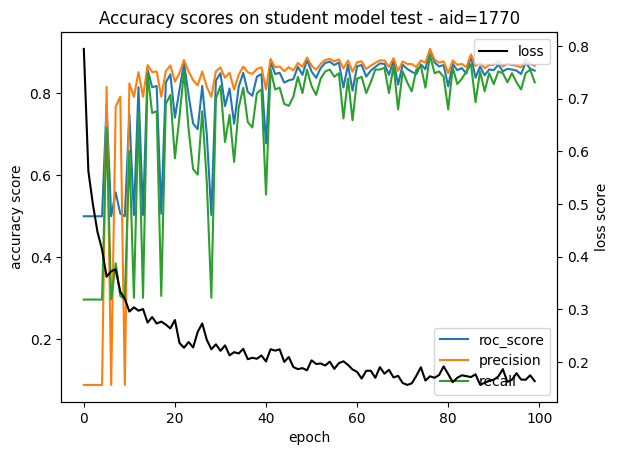 Accuracy scores on student model test - aid=1770
loss
accuracy score
0.8
0.6
0.4
0.2
0.8
0.7
0.6
0.5
0.4
0.3
0.2
loss score
roc_score
precision
recall
0
20
40
60
80
100
epoch